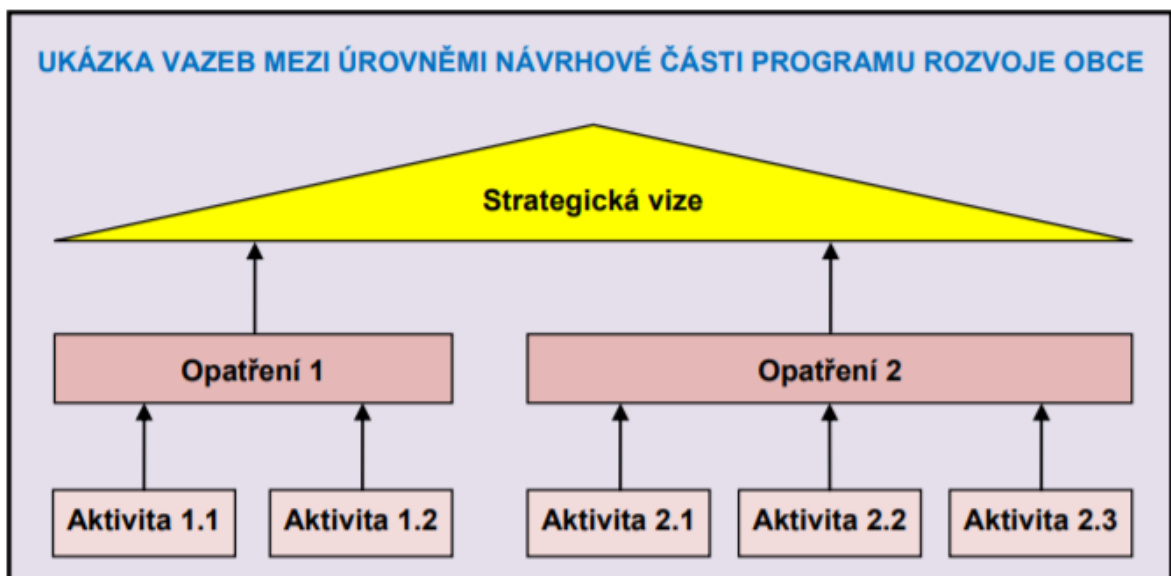 UKÁZKA VAZEB MEZI ÚROVNĚMI NÁVRHOVÉ ČÁSTI PROGRAMU ROZVOJE OBCE
Strategická vize
Opatření 1
Opatření 2
Aktivita 1.1
Aktivita 1.2
Aktivita 2.1
Aktivita 2.2
Aktivita 2.3